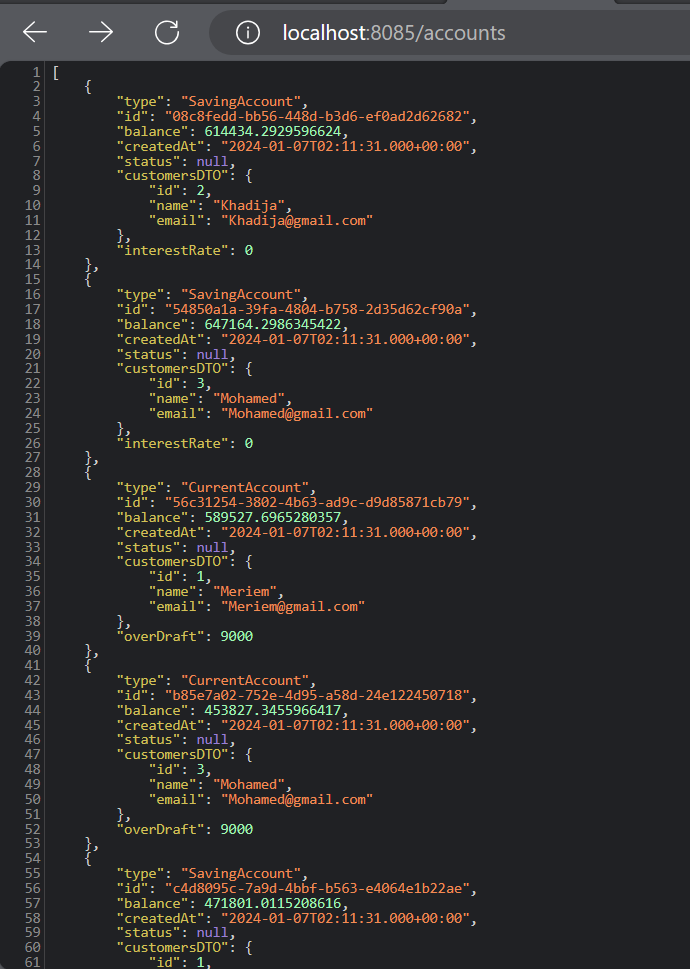 localhost:8085/accounts
1 [
2     {
3         "type": "SavingAccount",
4         "id": "08c8fedd-bb56-448d-b3d6-ef0ad2d62682",
5         "balance": 614434.2929596624,
6         "createdAt": "2024-01-07T02:11:31.000+00:00",
7         "status": null,
8         "customersDTO": {
9             "id": 2,
10             "name": "Khadija",
11             "email": "Khadija@gmail.com"
12         },
13         "interestRate": 0
14     },
15     {
16         "type": "SavingAccount",
17         "id": "54850a1a-39fa-4804-b758-2d35d62cf90a",
18         "balance": 647164.2986345422,
19         "createdAt": "2024-01-07T02:11:31.000+00:00",
20         "status": null,
21         "customersDTO": {
22             "id": 3,
23             "name": "Mohamed",
24             "email": "Mohamed@gmail.com"
25         },
26         "interestRate": 0
27     },
28     {
29         "type": "CurrentAccount",
30         "id": "56c31254-3802-4b63-ad9c-d9d85871cb79",
31         "balance": 589527.6965280357,
32         "createdAt": "2024-01-07T02:11:31.000+00:00",
33         "status": null,
34         "customersDTO": {
35             "id": 1,
36             "name": "Meriem",
37             "email": "Meriem@gmail.com"
38         },
39         "overDraft": 9000
40     },
41     {
42         "type": "CurrentAccount",
43         "id": "b85e7a02-752e-4d95-a58d-24e122450718",
44         "balance": 453827.3455966417,
45         "createdAt": "2024-01-07T02:11:31.000+00:00",
46         "status": null,
47         "customersDTO": {
48             "id": 3,
49             "name": "Mohamed",
50             "email": "Mohamed@gmail.com"
51         },
52         "overDraft": 9000
53     },
54     {
55         "type": "SavingAccount",
56         "id": "c4d8095c-7a9d-4bbf-b563-e4064e1b22ae",
57         "balance": 471801.0115208616,
58         "createdAt": "2024-01-07T02:11:31.000+00:00",
59         "status": null,
60         "customersDTO": {
61             "id": 1,